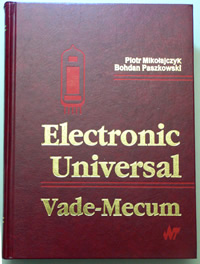 Piotr Mikołajczyk
Bohdan Paszkowski
Electronic
Universal
Vade-Mecum